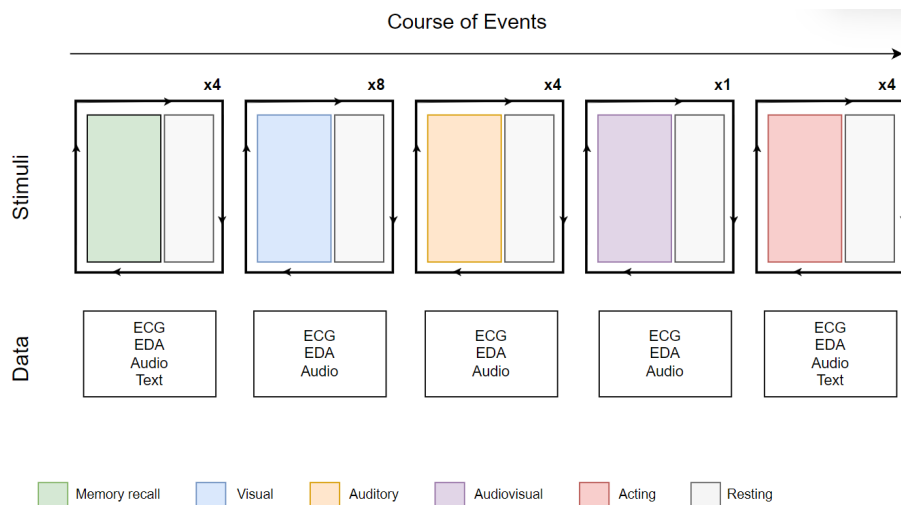 Course of Events
x4
x8
x4
x1
x4
Stimuli
Data
ECG
EDA
Audio
Text
ECG
EDA
Audio
ECG
EDA
Audio
ECG
EDA
Audio
ECG
EDA
Audio
Text
Memory recall
Visual
Auditory
Audiovisual
Acting
Resting